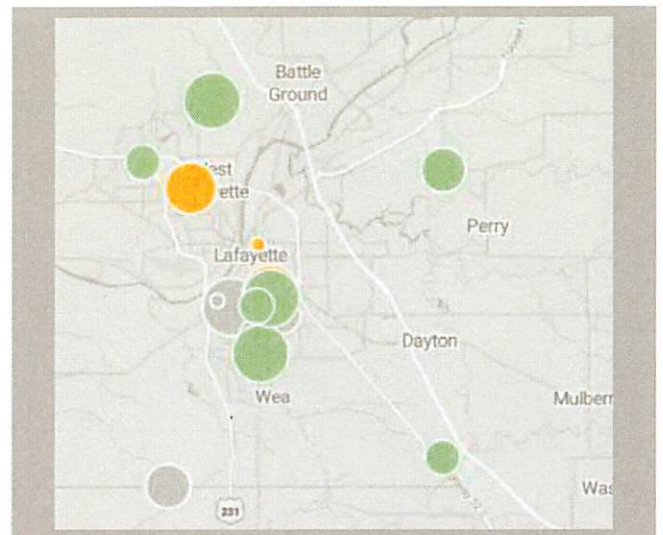 Battle
Ground
est
ette
Perry
Lafayette
Dayton
Wea
Mulberr
Was
231